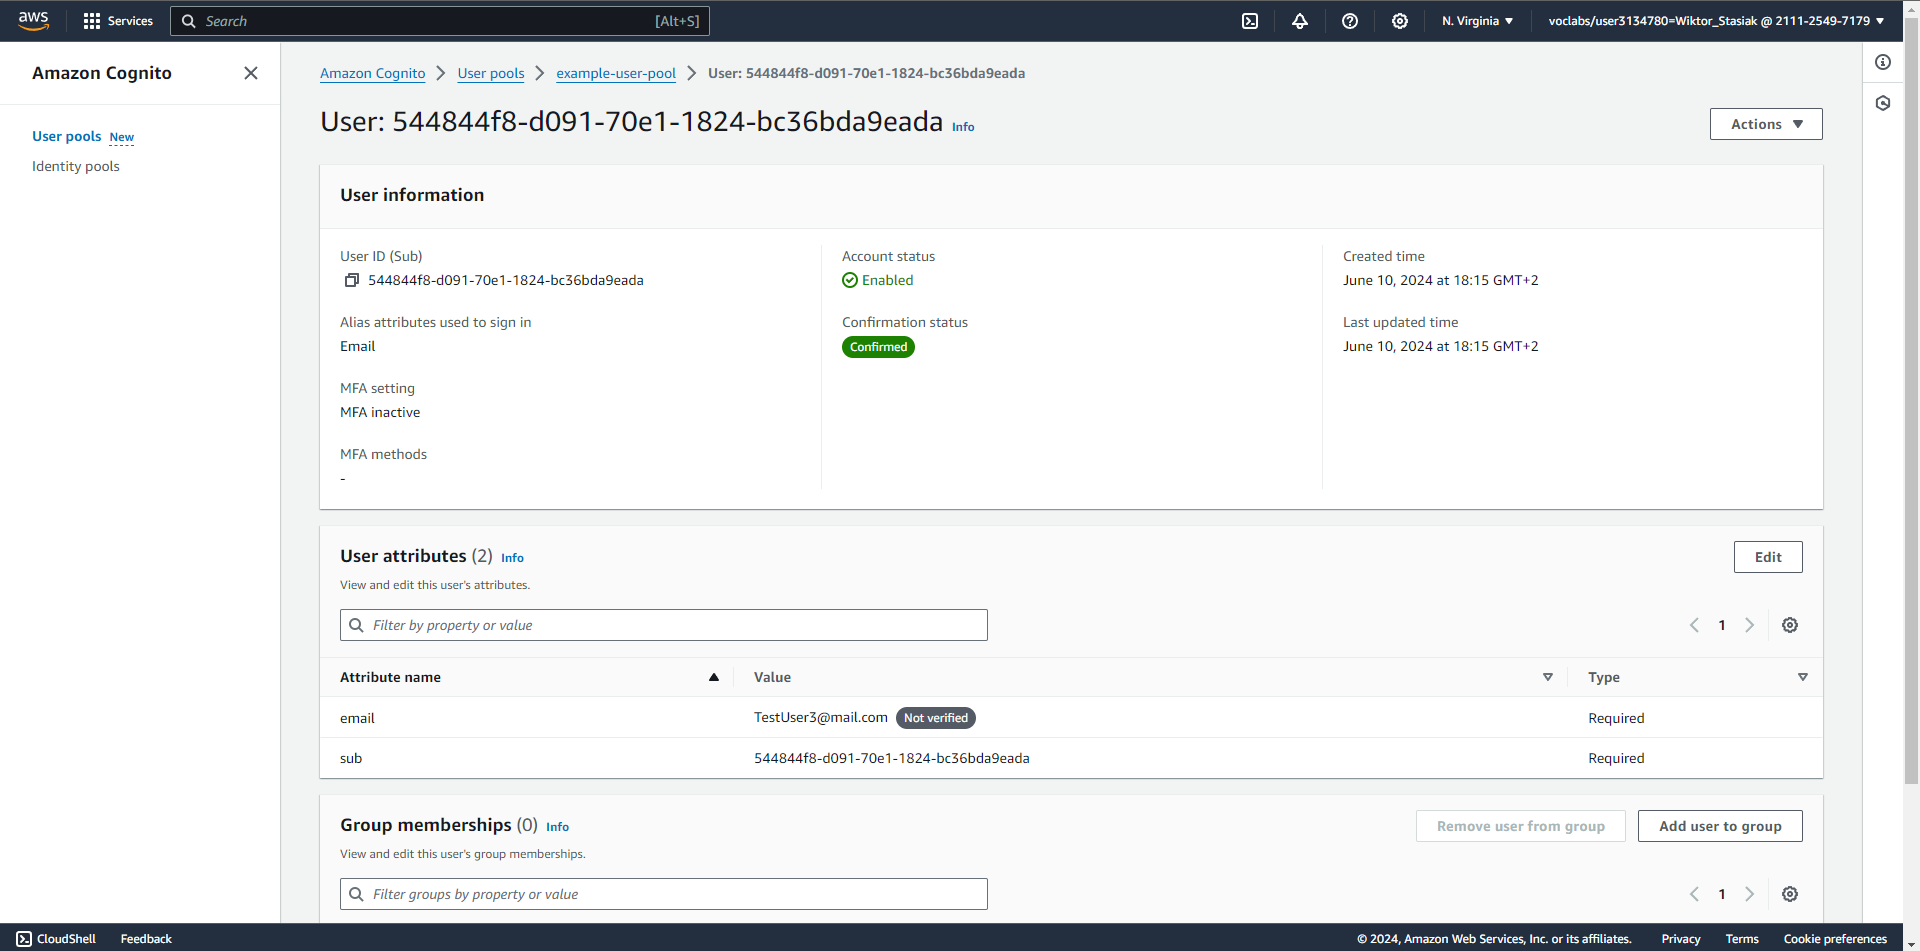 aws Services Search [Alt+S] N. Virginia voclabs/user3134780=Wiktor_Stasiak @ 2111-2549-7179
Amazon Cognito
User pools New
Identity pools
Amazon Cognito User pools example-user-pool User: 544844f8-d091-70e1-1824-bc36bda9eada
User: 544844f8-d091-70e1-1824-bc36bda9eada Info
Actions
User information
User ID (Sub)
544844f8-d091-70e1-1824-bc36bda9eada
Alias attributes used to sign in
Email
MFA setting
MFA inactive
MFA methods
-
Account status
Enabled
Confirmation status
Confirmed
Created time
June 10, 2024 at 18:15 GMT+2
Last updated time
June 10, 2024 at 18:15 GMT+2
User attributes (2) Info
Edit
View and edit this user's attributes.
Filter by property or value
1
Attribute name Value Type
email TestUser3@mail.com Not verified Required
sub 544844f8-d091-70e1-1824-bc36bda9eada Required
Group memberships (0) Info
Remove user from group Add user to group
View and edit this user's group memberships.
Filter groups by property or value
1
CloudShell Feedback © 2024, Amazon Web Services, Inc. or its affiliates. Privacy Terms Cookie preferences